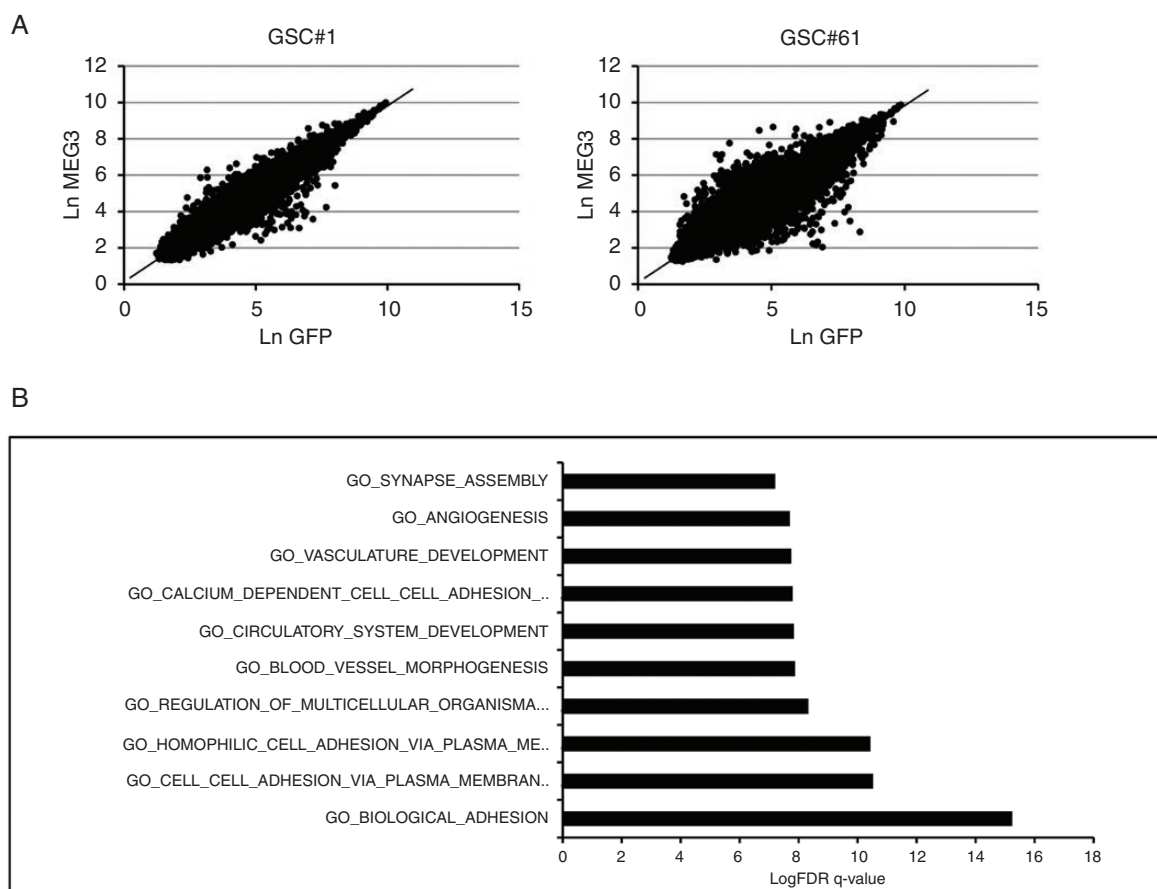 A
GSC#1
GSC#61
Ln MEG3
12
10
8
6
4
2
0
0
5
10
15
Ln GFP
Ln MEG3
12
10
8
6
4
2
0
0
5
10
15
Ln GFP
B
GO_SYNAPSE_ASSEMBLY
GO_ANGIOGENESIS
GO_VASCULATURE_DEVELOPMENT
GO_CALCIUM_DEPENDENT_CELL_CELL_ADHESION_..
GO_CIRCULATORY_SYSTEM_DEVELOPMENT
GO_BLOOD_VESSEL_MORPHOGENESIS
GO_REGULATION_OF_MULTICELLULAR_ORGANISMA...
GO_HOMOPHILIC_CELL_ADHESION_VIA_PLASMA_ME..
GO_CELL_CELL_ADHESION_VIA_PLASMA_MEMBRAN..
GO_BIOLOGICAL_ADHESION
0 2 4 6 8 10 12 14 16 18
LogFDR q-value